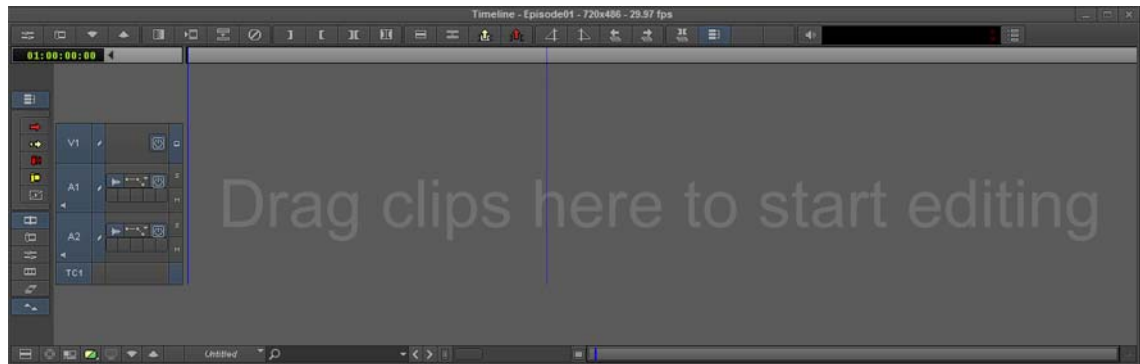 Timeline - Episode01 - 720x486 - 29.97 fps
01:00:00:00
V1
A1
A2
TC1
Drag clips here to start editing
Untitled